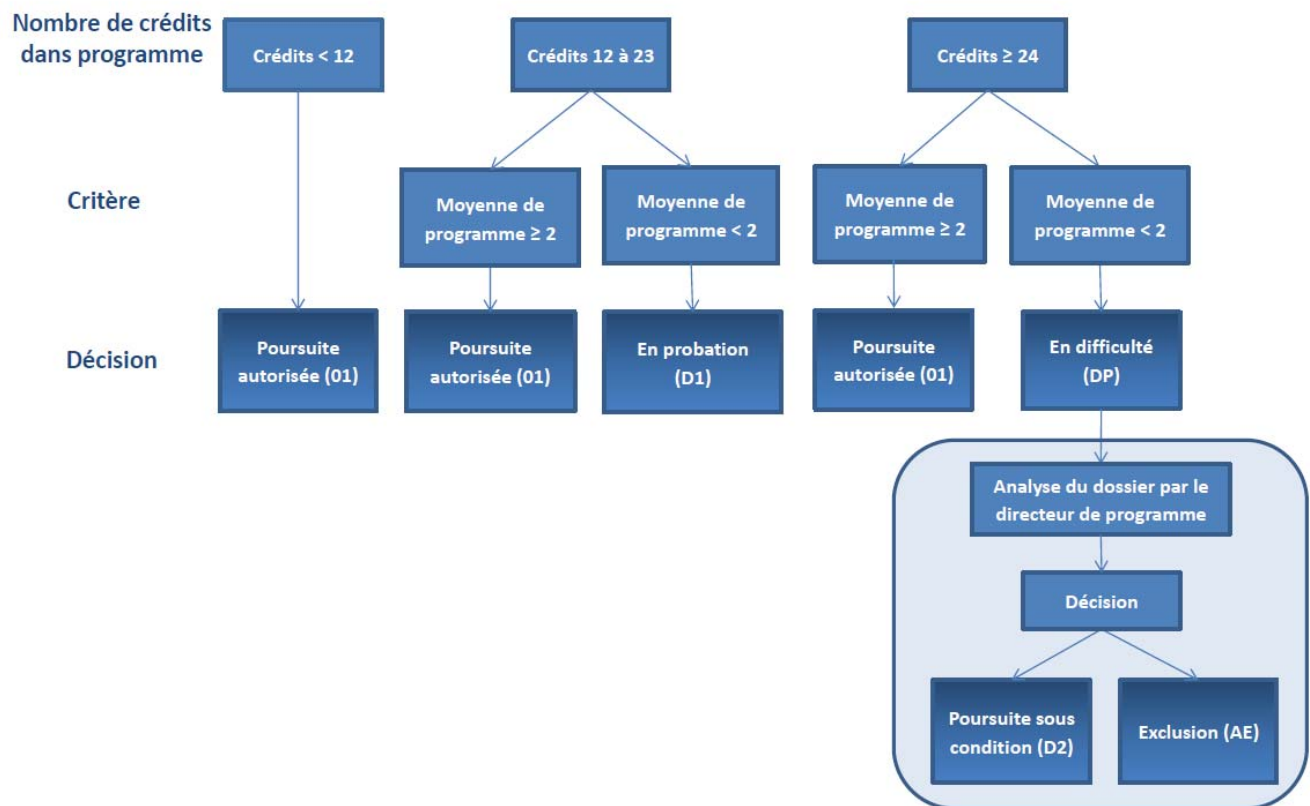 Nombre de crédits
dans programme
Crédits < 12
Crédits 12 à 23
Crédits ≥ 24
Critère
Moyenne de
programme ≥ 2
Moyenne de
programme < 2
Moyenne de
programme ≥ 2
Moyenne de
programme < 2
Décision
Poursuite
autorisée (01)
Poursuite
autorisée (01)
En probation
(D1)
Poursuite
autorisée (01)
En difficulté
(DP)
Analyse du dossier par le
directeur de programme
Décision
Poursuite sous
condition (D2)
Exclusion (AE)